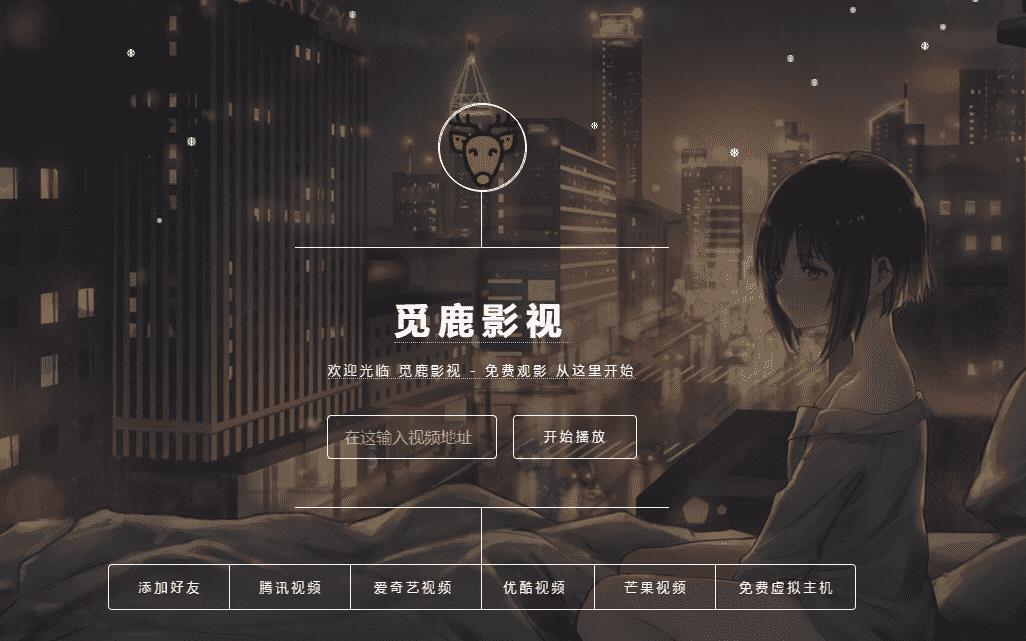 觅鹿影视
欢迎光临 觅鹿影视 - 免费观影 从这里开始
在这输入视频地址
开始播放
添加好友
腾讯视频
爱奇艺视频
优酷视频
芒果视频
免费虚拟主机